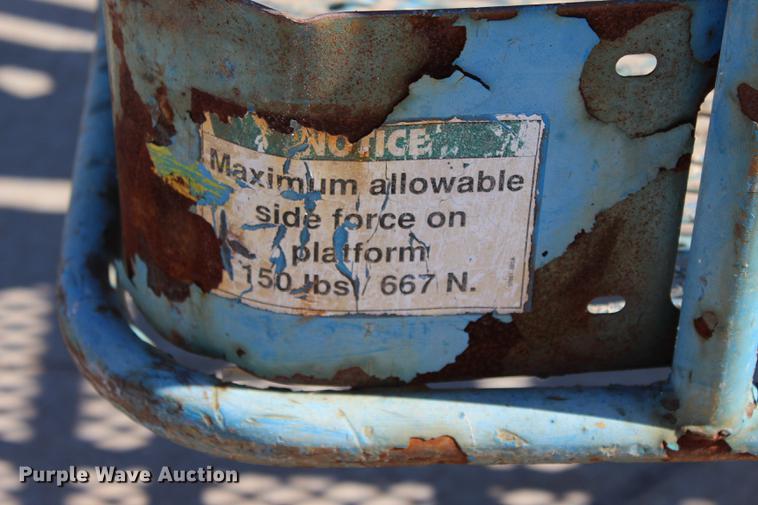 NOTICE
Maximum allowable
side force on
platform
150 lbs 667 N.
Purple Wave Auction